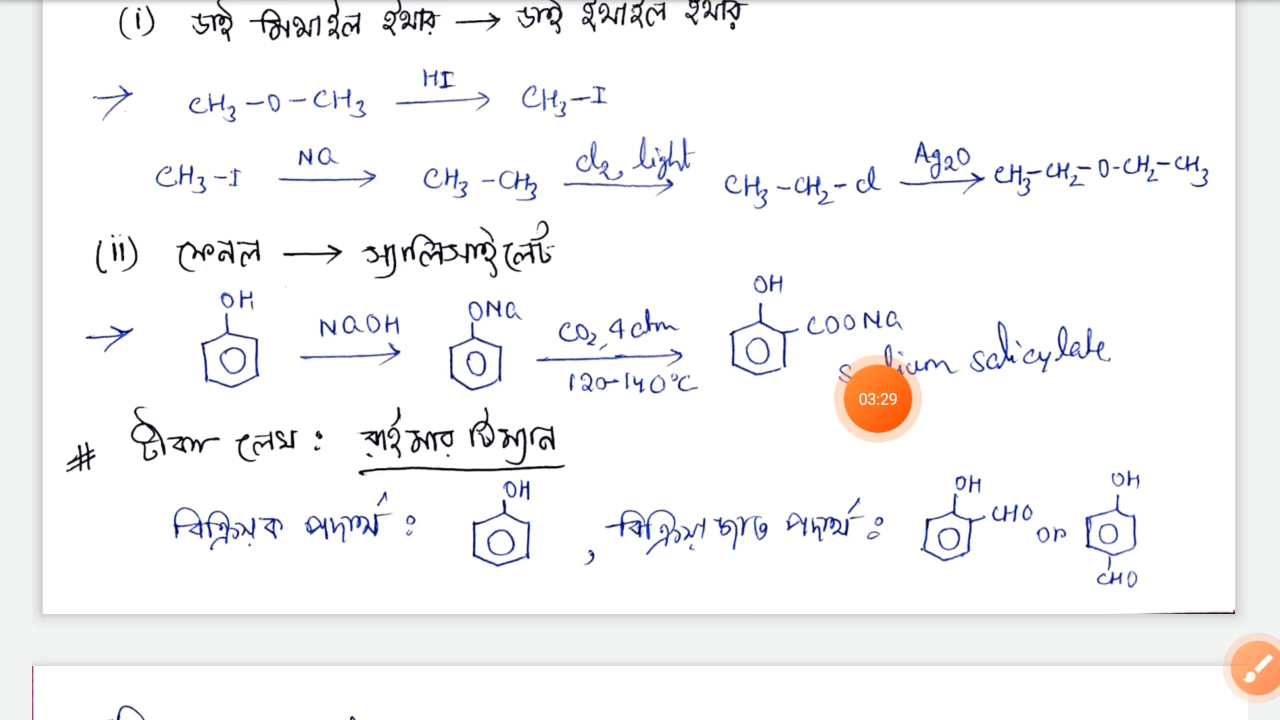 (i) ডাই মিথাইল ইথার → ডাই ইথাইল ইথার
HI
→ CH3-O-CH3 → CH3-I
Na Cl2, light Ag2O
CH3-I → CH3-CH3 → CH3-CH2-Cl → CH3-CH2-O-CH2-CH3
(ii) ফেনল → স্যালিসাইলেট
OH NaOH ONa CO2, 4 atm OH COONa
→ → →
120-140°C
sodium salicylate
03:29
# টীকা লেখ : রাইমার টিম্যান
OH OH CHO OH
বিক্রিয়ক পদার্থ : , বিক্রিয়াজাত পদার্থ : or
CHO